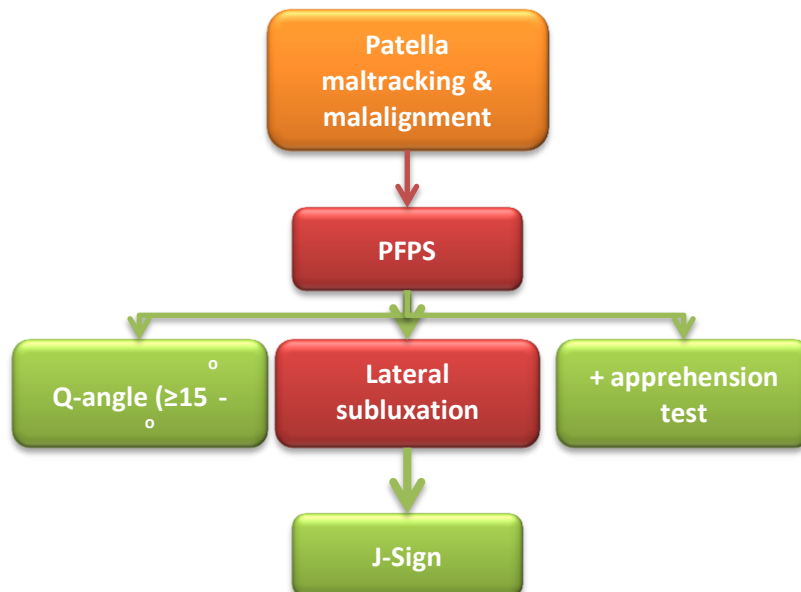 Patella
maltracking &
malalignment
PFPS
Q-angle (≥15° -
°
Lateral
subluxation
+ apprehension
test
J-Sign